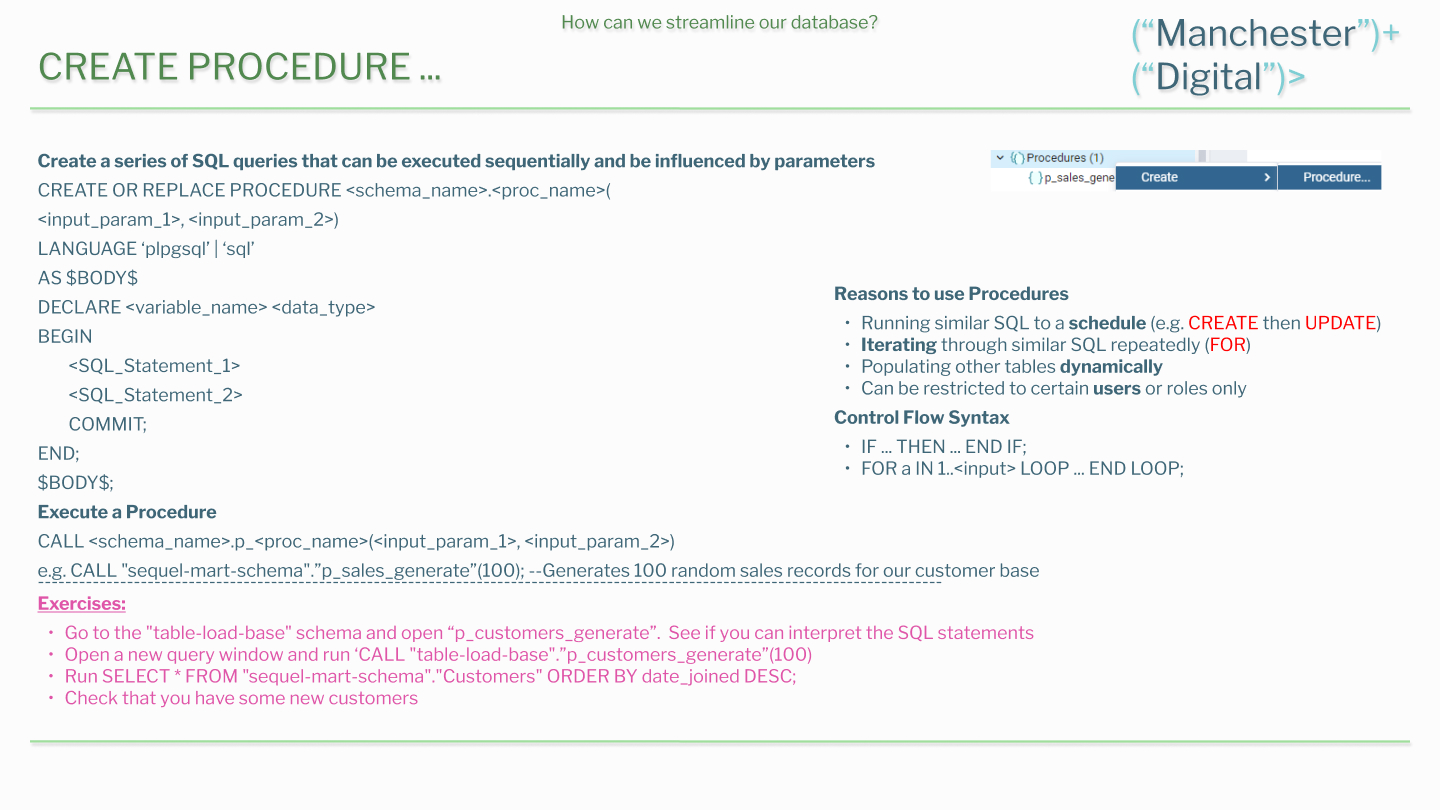 How can we streamline our database?
("Manchester")+
("Digital")>
CREATE PROCEDURE ...
Create a series of SQL queries that can be executed sequentially and be influenced by parameters
CREATE OR REPLACE PROCEDURE <schema_name>.<proc_name>(
<input_param_1>, <input_param_2>)
LANGUAGE ‘plpgsql’ | ‘sql’
AS $BODY$
DECLARE <variable_name> <data_type>
BEGIN
<SQL_Statement_1>
<SQL_Statement_2>
COMMIT;
END;
$BODY$;
Execute a Procedure
CALL <schema_name>.p_<proc_name>(<input_param_1>, <input_param_2>)
e.g. CALL "sequel-mart-schema".”p_sales_generate”(100); --Generates 100 random sales records for our customer base
Procedures (1)
p_sales_gene
Create
Procedure...
Reasons to use Procedures
• Running similar SQL to a schedule (e.g. CREATE then UPDATE)
• Iterating through similar SQL repeatedly (FOR)
• Populating other tables dynamically
• Can be restricted to certain users or roles only
Control Flow Syntax
• IF ... THEN ... END IF;
• FOR a IN 1..<input> LOOP ... END LOOP;
Exercises:
• Go to the "table-load-base" schema and open “p_customers_generate”. See if you can interpret the SQL statements
• Open a new query window and run ‘CALL "table-load-base".”p_customers_generate”(100)
• Run SELECT * FROM "sequel-mart-schema"."Customers" ORDER BY date_joined DESC;
• Check that you have some new customers